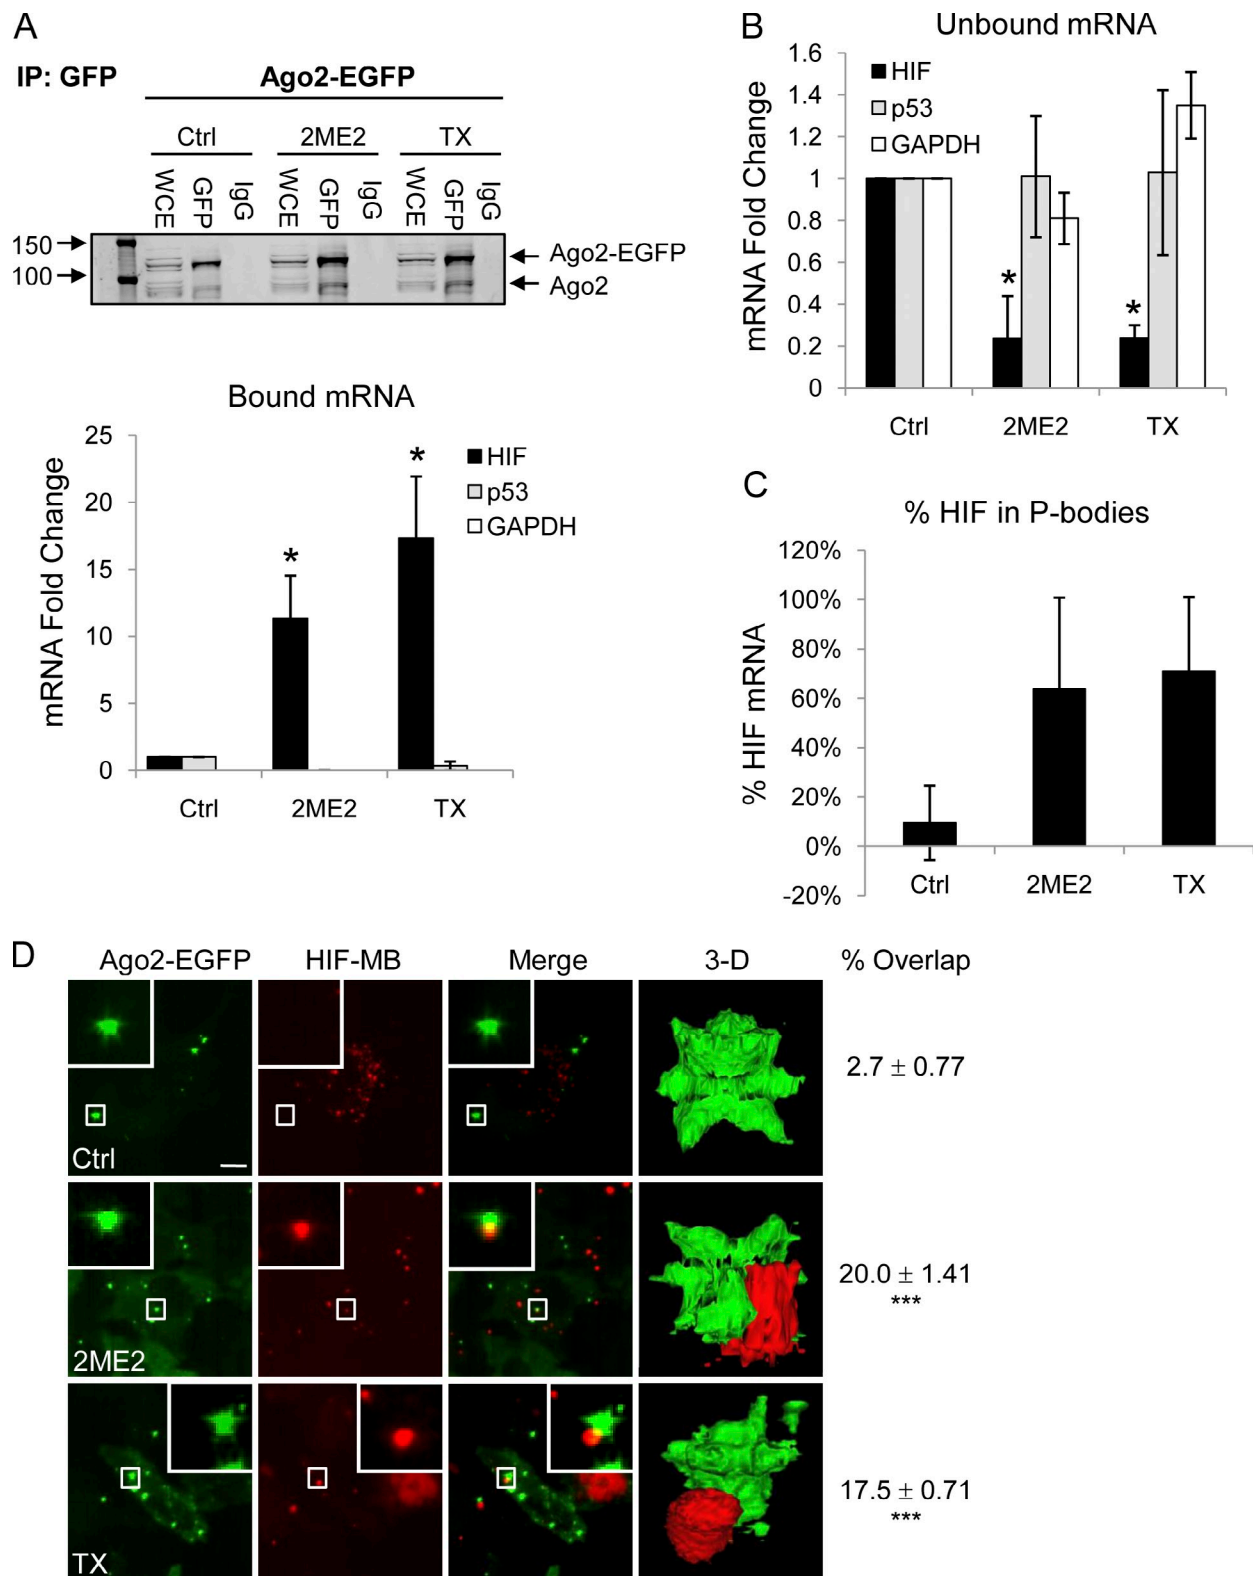 A
IP: GFP
Ago2-EGFP
Ctrl 2ME2 TX
WCE GFP IgG WCE GFP IgG WCE GFP IgG
150
100
Ago2-EGFP
Ago2
Bound mRNA
mRNA Fold Change
25
20
15
10
5
0
* *
HIF
p53
GAPDH
Ctrl 2ME2 TX
B
Unbound mRNA
mRNA Fold Change
1.6
1.4
1.2
1
0.8
0.6
0.4
0.2
0
HIF
p53
GAPDH
* *
Ctrl 2ME2 TX
C
% HIF in P-bodies
% HIF mRNA
120%
100%
80%
60%
40%
20%
0%
-20%
Ctrl 2ME2 TX
D
Ago2-EGFP HIF-MB Merge 3-D % Overlap
Ctrl
2.7 ± 0.77
2ME2
20.0 ± 1.41
***
TX
17.5 ± 0.71
***